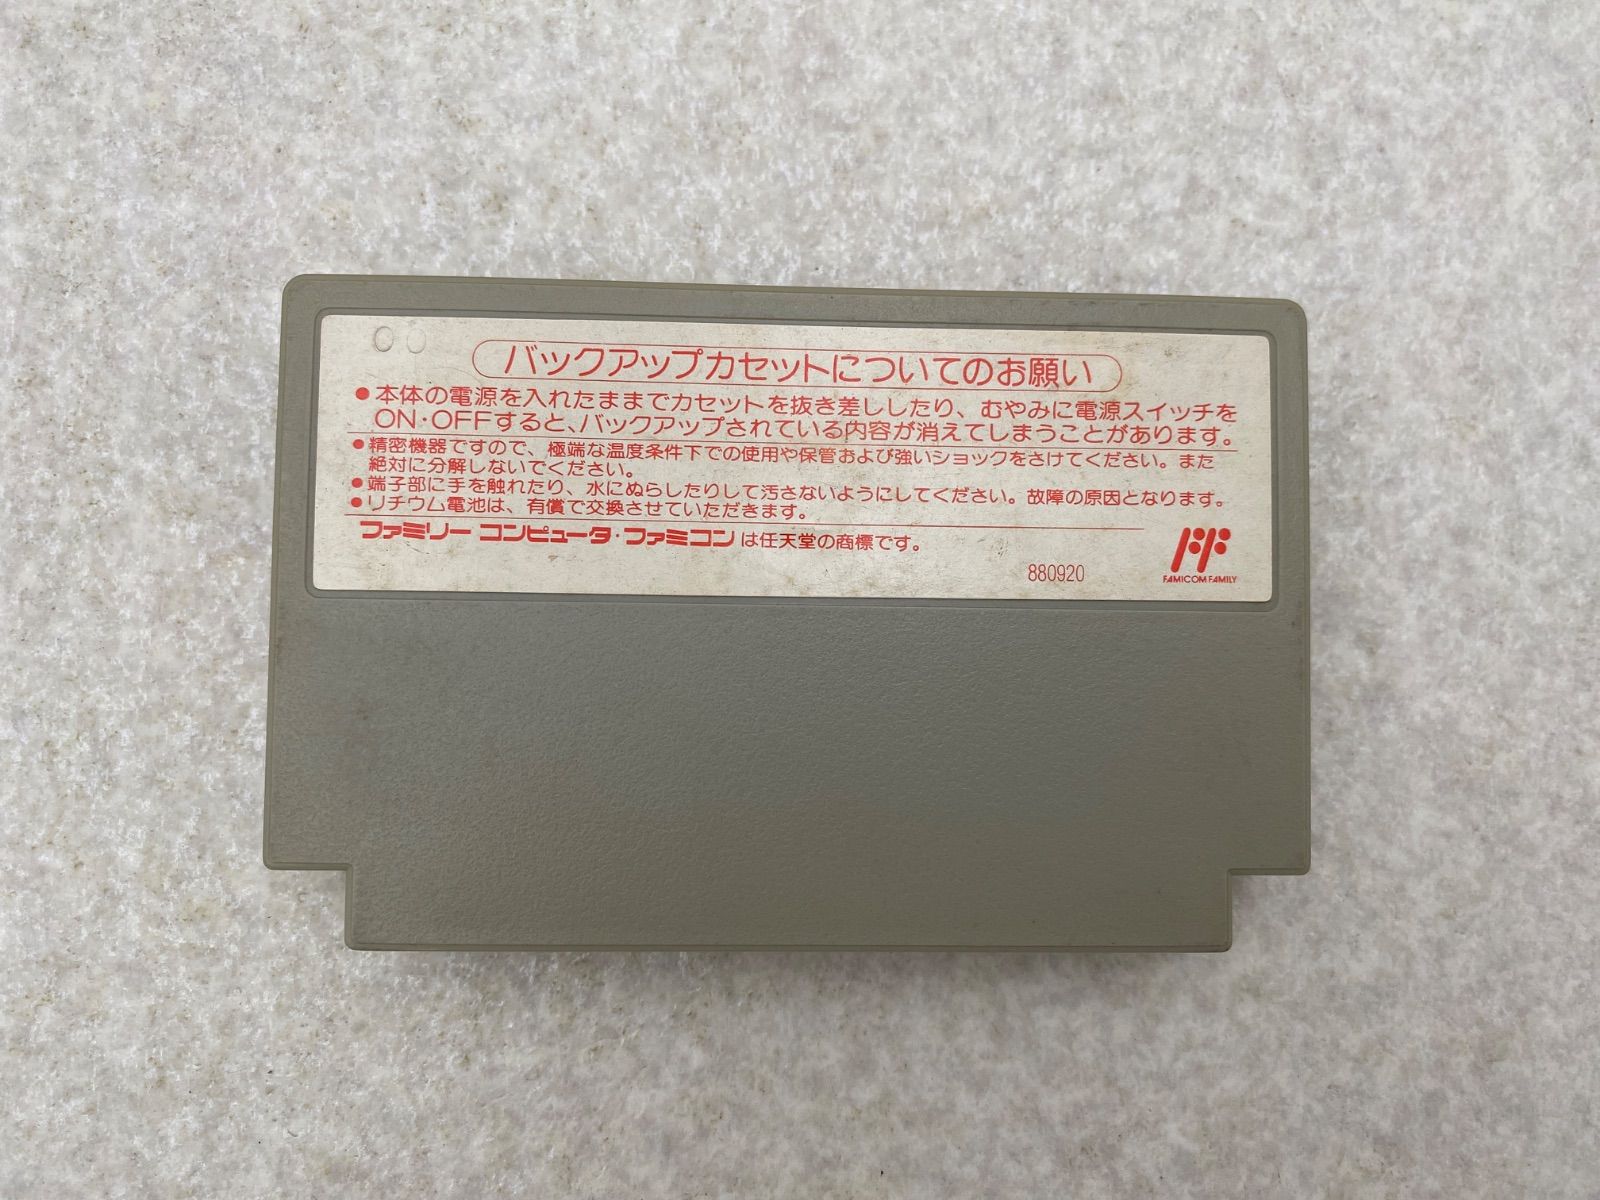 バックアップカセットについてのお願い
●本体の電源を入れたままでカセットを抜き差ししたり、むやみに電源スイッチを
ON・OFFすると、バックアップされている内容が消えてしまうことがあります。
●精密機器ですので、極端な温度条件下での使用や保管および強いショックをさけてください。また
絶対に分解しないでください。
●端子部に手を触れたり、水にぬらしたりして汚さないようにしてください。故障の原因となります。
●リチウム電池は、有償で交換させていただきます。
ファミリー コンピュータ・ファミコン は任天堂の商標です。
880920
FAMICOM FAMILY